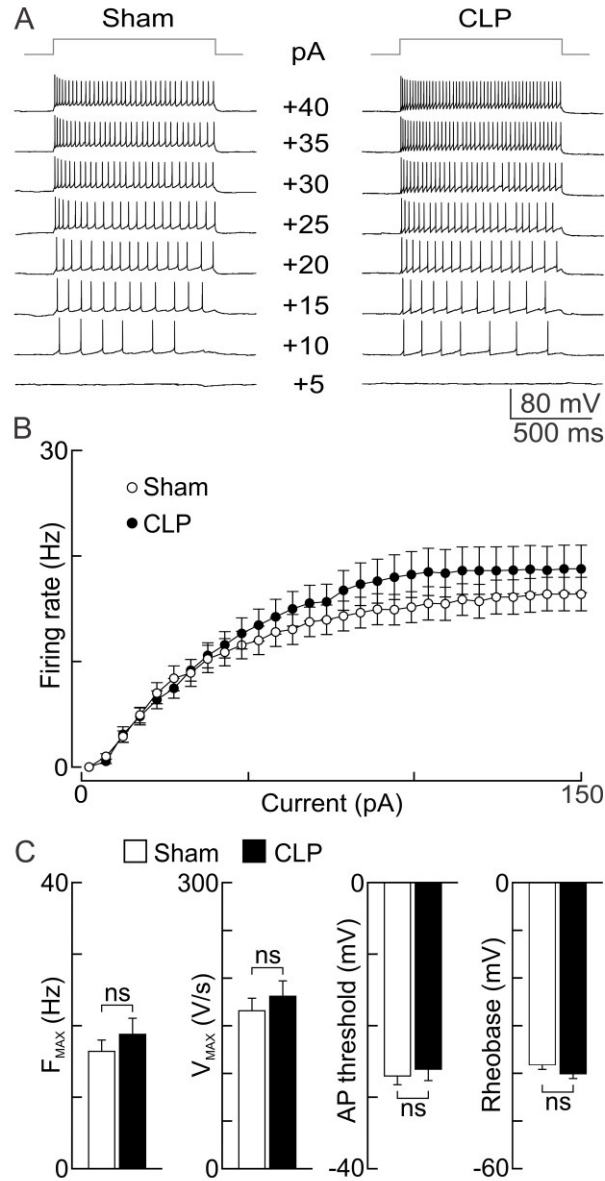 A
Sham
pA
CLP
+40
+35
+30
+25
+20
+15
+10
+5
80 mV
500 ms
B
30
Sham
CLP
Firing rate (Hz)
0
0
Current (pA)
150
C
Sham
CLP
40
ns
F MAX (Hz)
0
300
ns
V MAX (V/s)
0
0
AP threshold (mV)
ns
-40
0
Rheobase (mV)
ns
-60